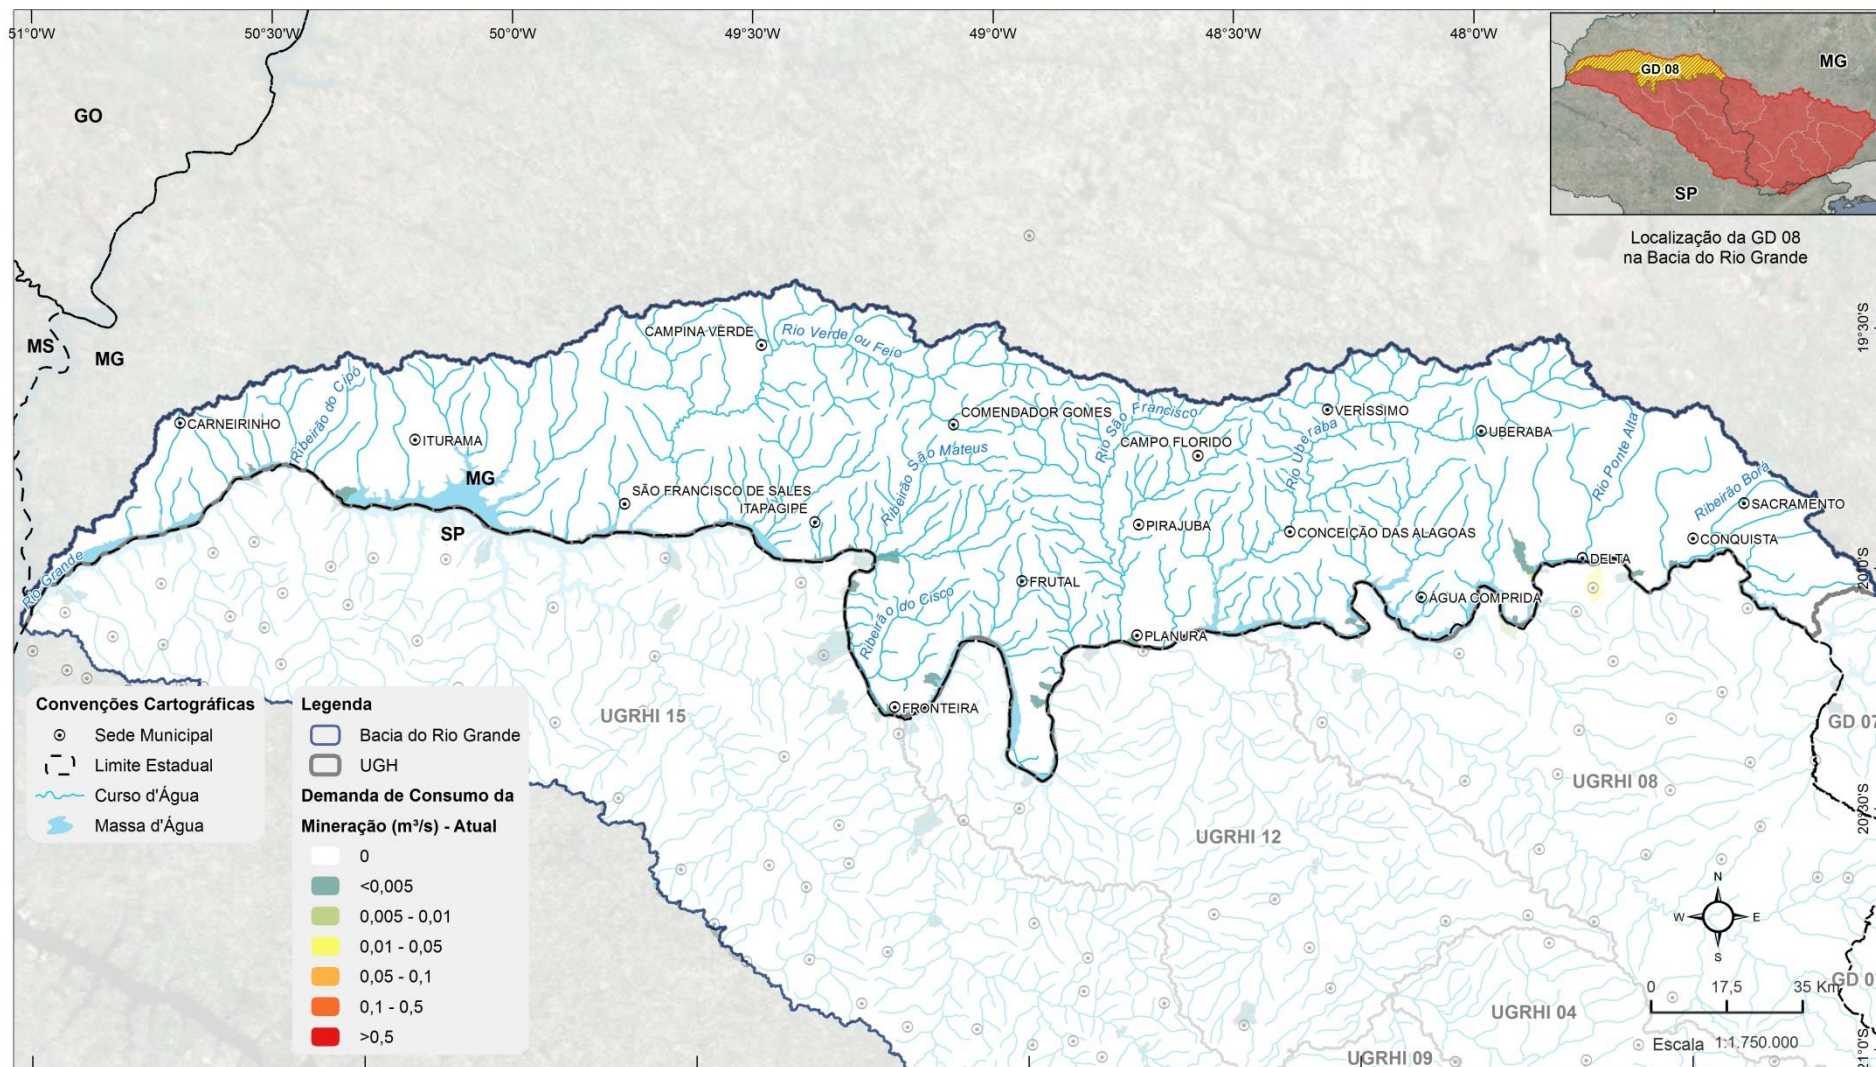 51°0'W
50°30'W
50°0'W
49°30'W
49°0'W
48°30'W
48°0'W
GD 08
MG
SP
Localização da GD 08
na Bacia do Rio Grande
GO
MS
MG
19°30'S
CAMPINA VERDE
Rio Verde ou Feio
Ribeirão do Cipó
CARNEIRINHO
ITURAMA
COMENDADOR GOMES
Rio São Francisco
CAMPO FLORIDO
VERÍSSIMO
Rio Uberaba
UBERABA
Rio Ponte Alta
Ribeirão São Mateus
MG
SP
SÃO FRANCISCO DE SALES
ITAPAGIPE
PIRAJUBA
CONCEIÇÃO DAS ALAGOAS
Ribeirão Borá
SACRAMENTO
CONQUISTA
DELTA
20°0'S
Rio Grande
FRUTAL
ÁGUA COMPRIDA
Ribeirão do Cisco
PLANURA
FRONTEIRA
UGRHI 15
GD 07
UGRHI 08
UGRHI 12
20°30'S
UGRHI 04
UGRHI 09
GD 0
21°0'S
Convenções Cartográficas
Sede Municipal
Limite Estadual
Curso d'Água
Massa d'Água
Legenda
Bacia do Rio Grande
UGH
Demanda de Consumo da
Mineração (m³/s) - Atual
0
<0,005
0,005 - 0,01
0,01 - 0,05
0,05 - 0,1
0,1 - 0,5
>0,5
N
W
E
S
0 17,5 35 Km
Escala 1:1.750.000